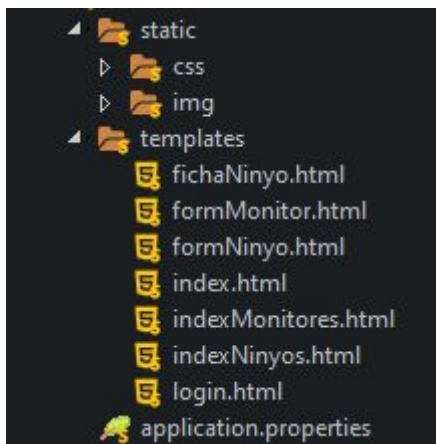 static
css
img
templates
fichaNinyo.html
formMonitor.html
formNinyo.html
index.html
indexMonitores.html
indexNinyos.html
login.html
application.properties